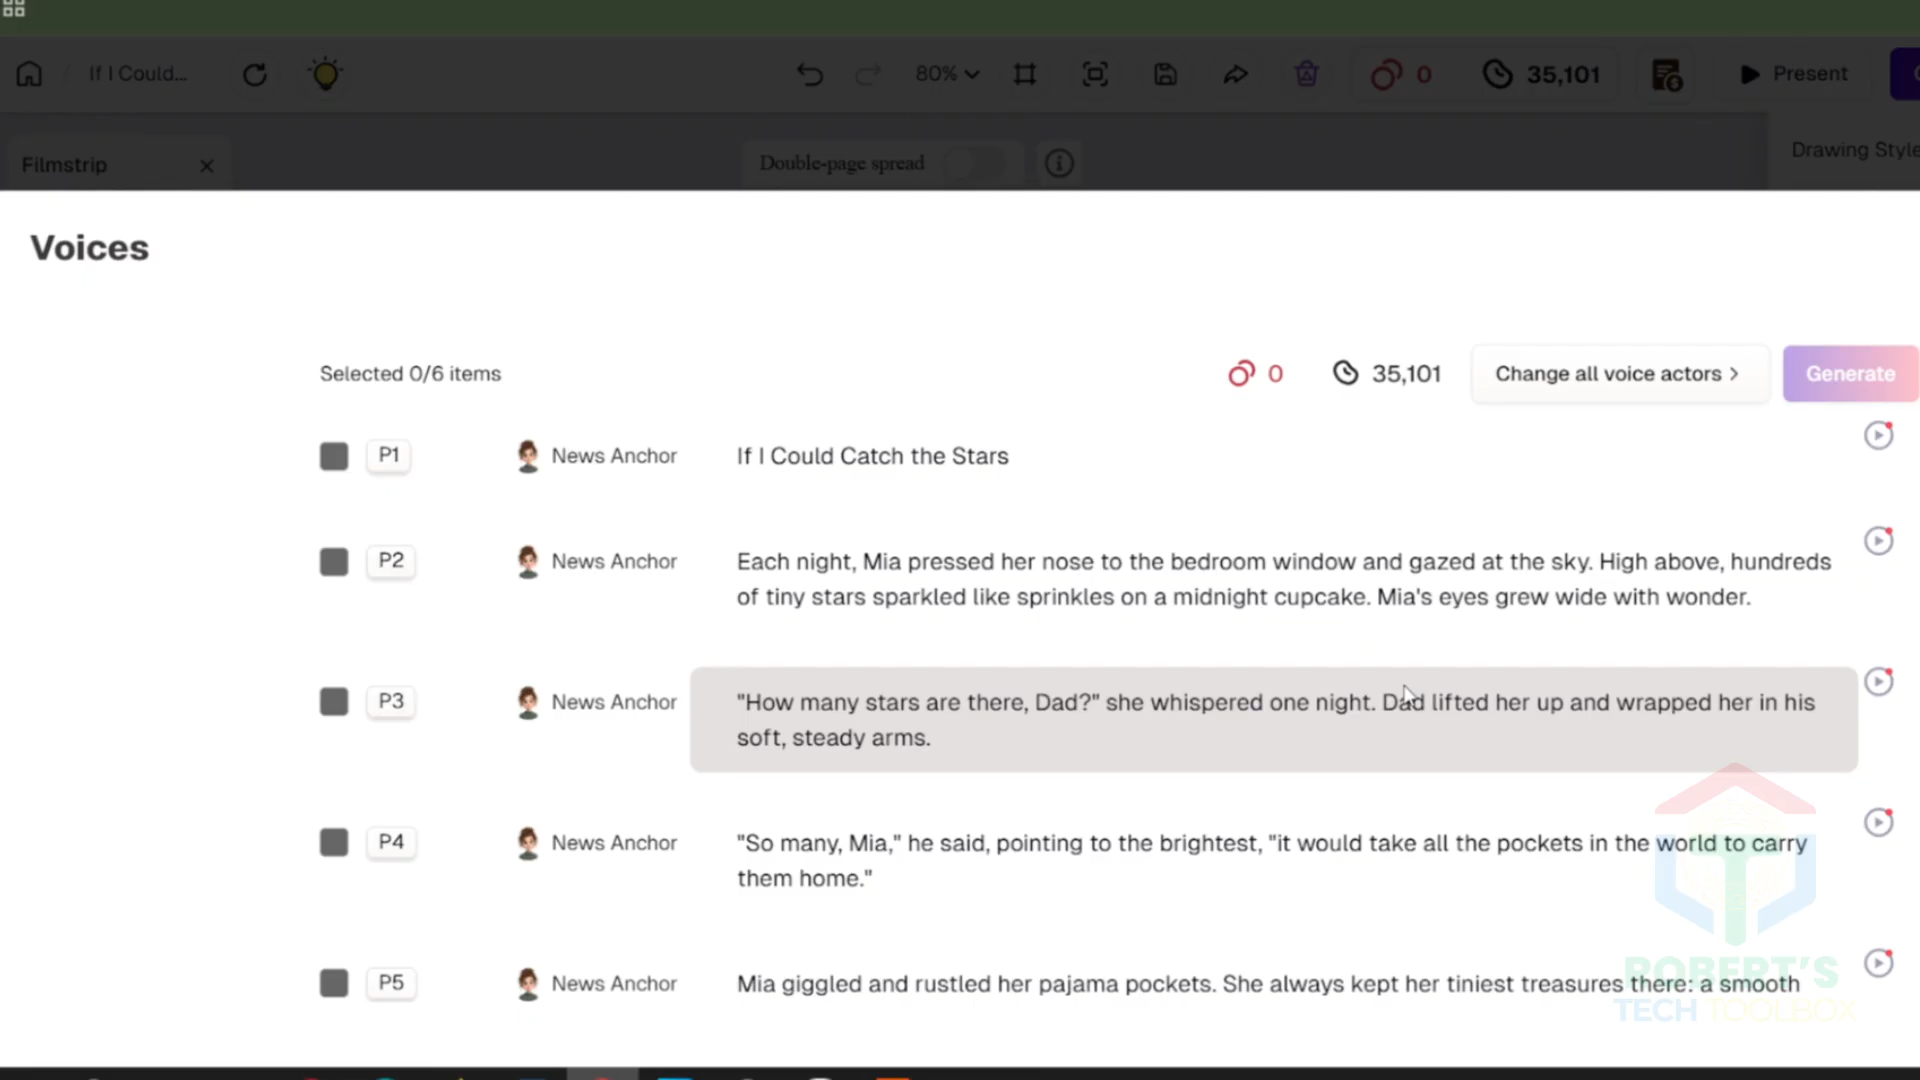 If I Could...
80%
0
35,101
Present
Filmstrip
Double-page spread
Drawing Style
Voices
Selected 0/6 items
0
35,101
Change all voice actors >
Generate
P1
News Anchor
If I Could Catch the Stars
P2
News Anchor
Each night, Mia pressed her nose to the bedroom window and gazed at the sky. High above, hundreds
of tiny stars sparkled like sprinkles on a midnight cupcake. Mia's eyes grew wide with wonder.
P3
News Anchor
"How many stars are there, Dad?" she whispered one night. Dad lifted her up and wrapped her in his
soft, steady arms.
P4
News Anchor
"So many, Mia," he said, pointing to the brightest, "it would take all the pockets in the world to carry
them home."
P5
News Anchor
Mia giggled and rustled her pajama pockets. She always kept her tiniest treasures there: a smooth
ROBERT'S
TECH TOOLBOX